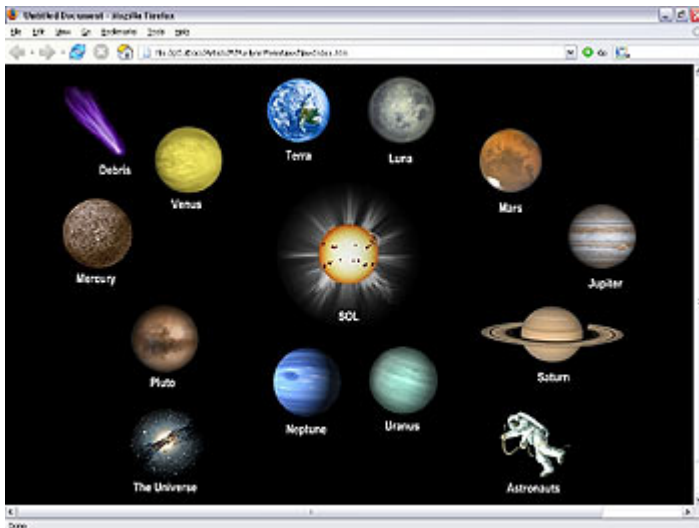 Untitled Document - Mozilla Firefox
File Edit View Go Bookmarks Tools Help
Go
Terra
Luna
Debris
Venus
Mars
Mercury
Jupiter
SOL
Pluto
Saturn
Neptune
Uranus
The Universe
Astronauts
Done